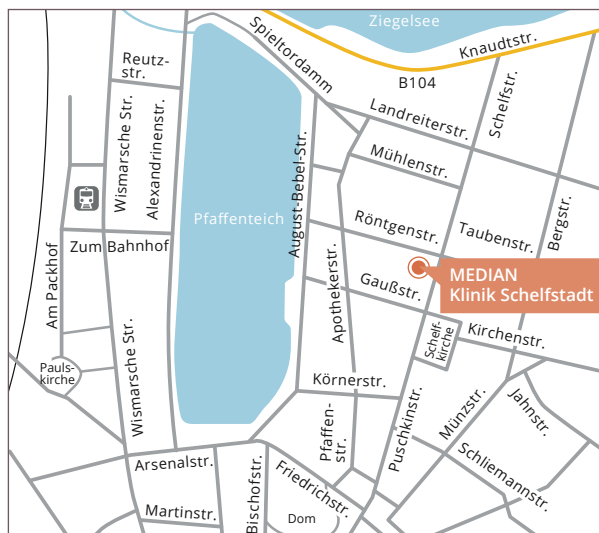 Ziegelsee
Spieltordamm
Knaudtstr.
Reutz-
str.
B104
Schelfstr.
Landreiterstr.
Wismarsche Str.
Alexandrinenstr.
Mühlenstr.
August-Bebel-Str.
Pfaffenteich
Röntgenstr.
Taubenstr.
Bergstr.
Zum Bahnhof
Am Packhof
MEDIAN
Klinik Schelfstadt
Gaußstr.
Apothekerstr.
Schelf-
kirche
Kirchenstr.
Wismarsche Str.
Pauls-
kirche
Körnerstr.
Puschkinstr.
Münzstr.
Jahnstr.
Pfaffen-
str.
Schliemannstr.
Arsenalstr.
Friedrichstr.
Bischofstr.
Martinstr.
Dom